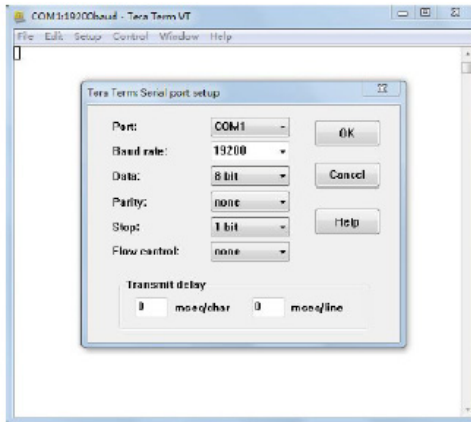 COM1:19200baud - Tera Term VT
File Edit Setup Control Window Help
Tera Term: Serial port setup
Port: COM1 OK
Baud rate: 19200
Data: 8 bit Cancel
Parity: none
Stop: 1 bit Help
Flow control: none
Transmit delay
0 msec/char 0 msec/line